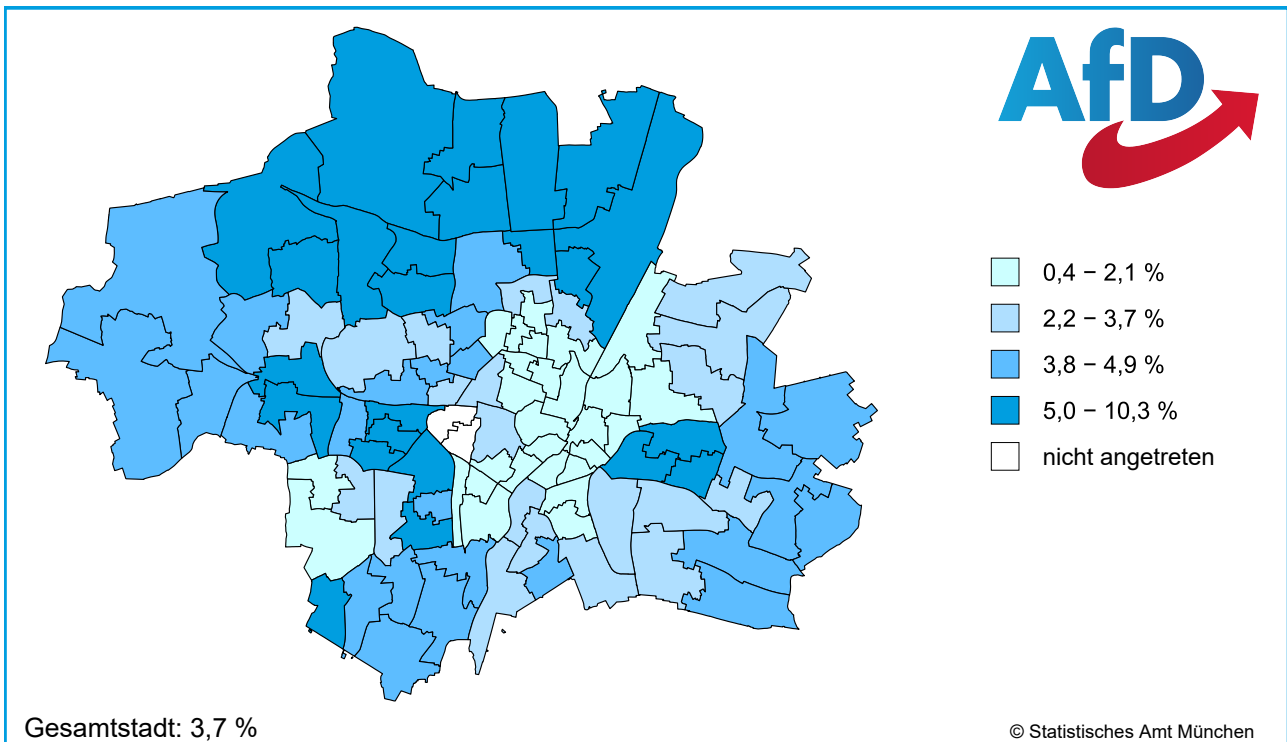 AfD
0,4 – 2,1 %
2,2 – 3,7 %
3,8 – 4,9 %
5,0 – 10,3 %
nicht angetreten
Gesamtstadt: 3,7 %
© Statistisches Amt München